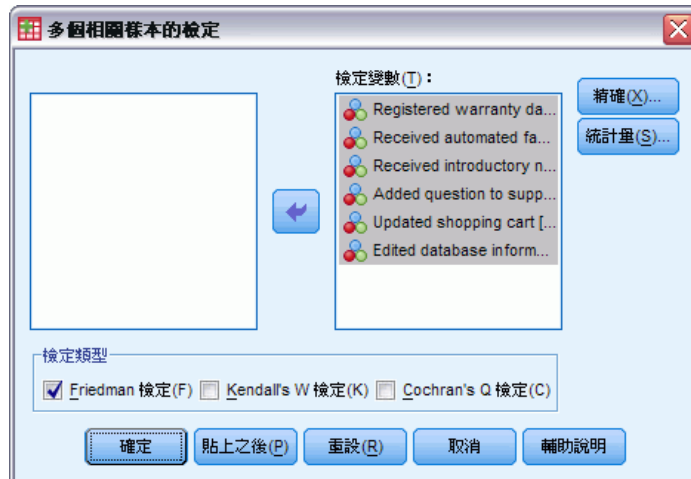 多個相關樣本的檢定
檢定變數(T)：
Registered warranty da...
Received automated fa...
Received introductory n...
Added question to supp...
Updated shopping cart [...
Edited database inform...
精確(X)...
統計量(S)...
檢定類型
Friedman 檢定(F) Kendall's W 檢定(K) Cochran's Q 檢定(C)
確定 貼上之後(P) 重設(R) 取消 輔助說明